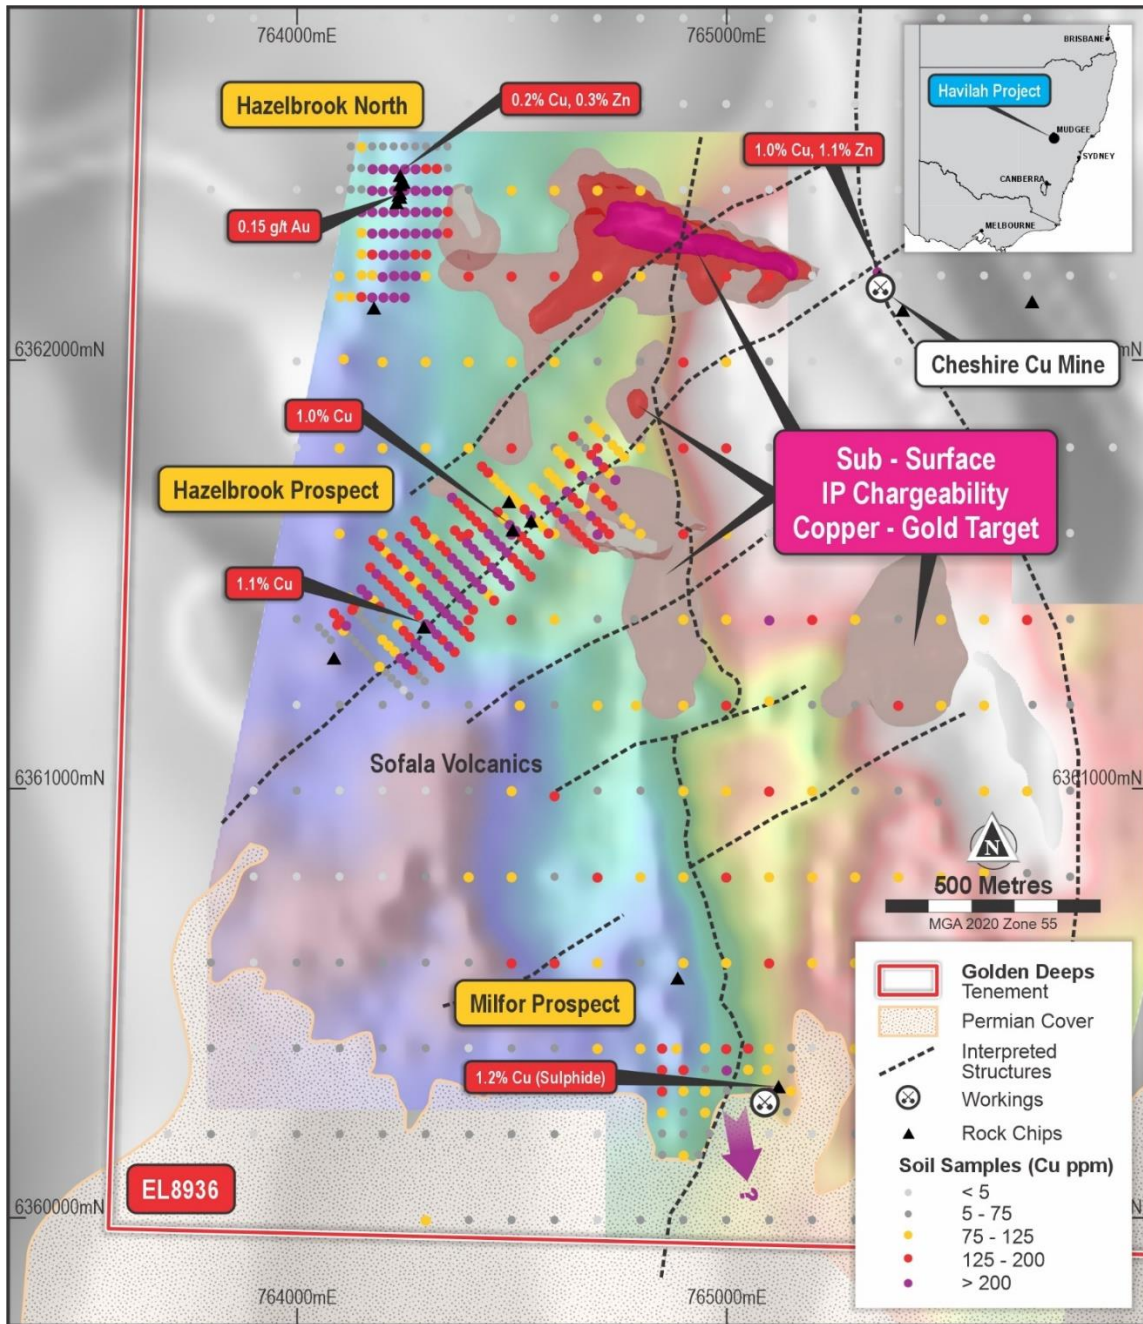 764000mE
765000mE
BRISBANE
Havilah Project
MUDGEE
SYDNEY
CANBERRA
MELBOURNE
Hazelbrook North
0.2% Cu, 0.3% Zn
1.0% Cu, 1.1% Zn
0.15 g/t Au
6362000mN
mN
Cheshire Cu Mine
1.0% Cu
Hazelbrook Prospect
Sub - Surface
IP Chargeability
Copper - Gold Target
1.1% Cu
Sofala Volcanics
6361000mN
6361000mN
N
500 Metres
MGA 2020 Zone 55
Milfor Prospect
1.2% Cu (Sulphide)
?
EL8936
6360000mN
Golden Deeps
Tenement
Permian Cover
Interpreted
Structures
Workings
Rock Chips
Soil Samples (Cu ppm)
< 5
5 - 75
75 - 125
125 - 200
> 200
764000mE
765000mE